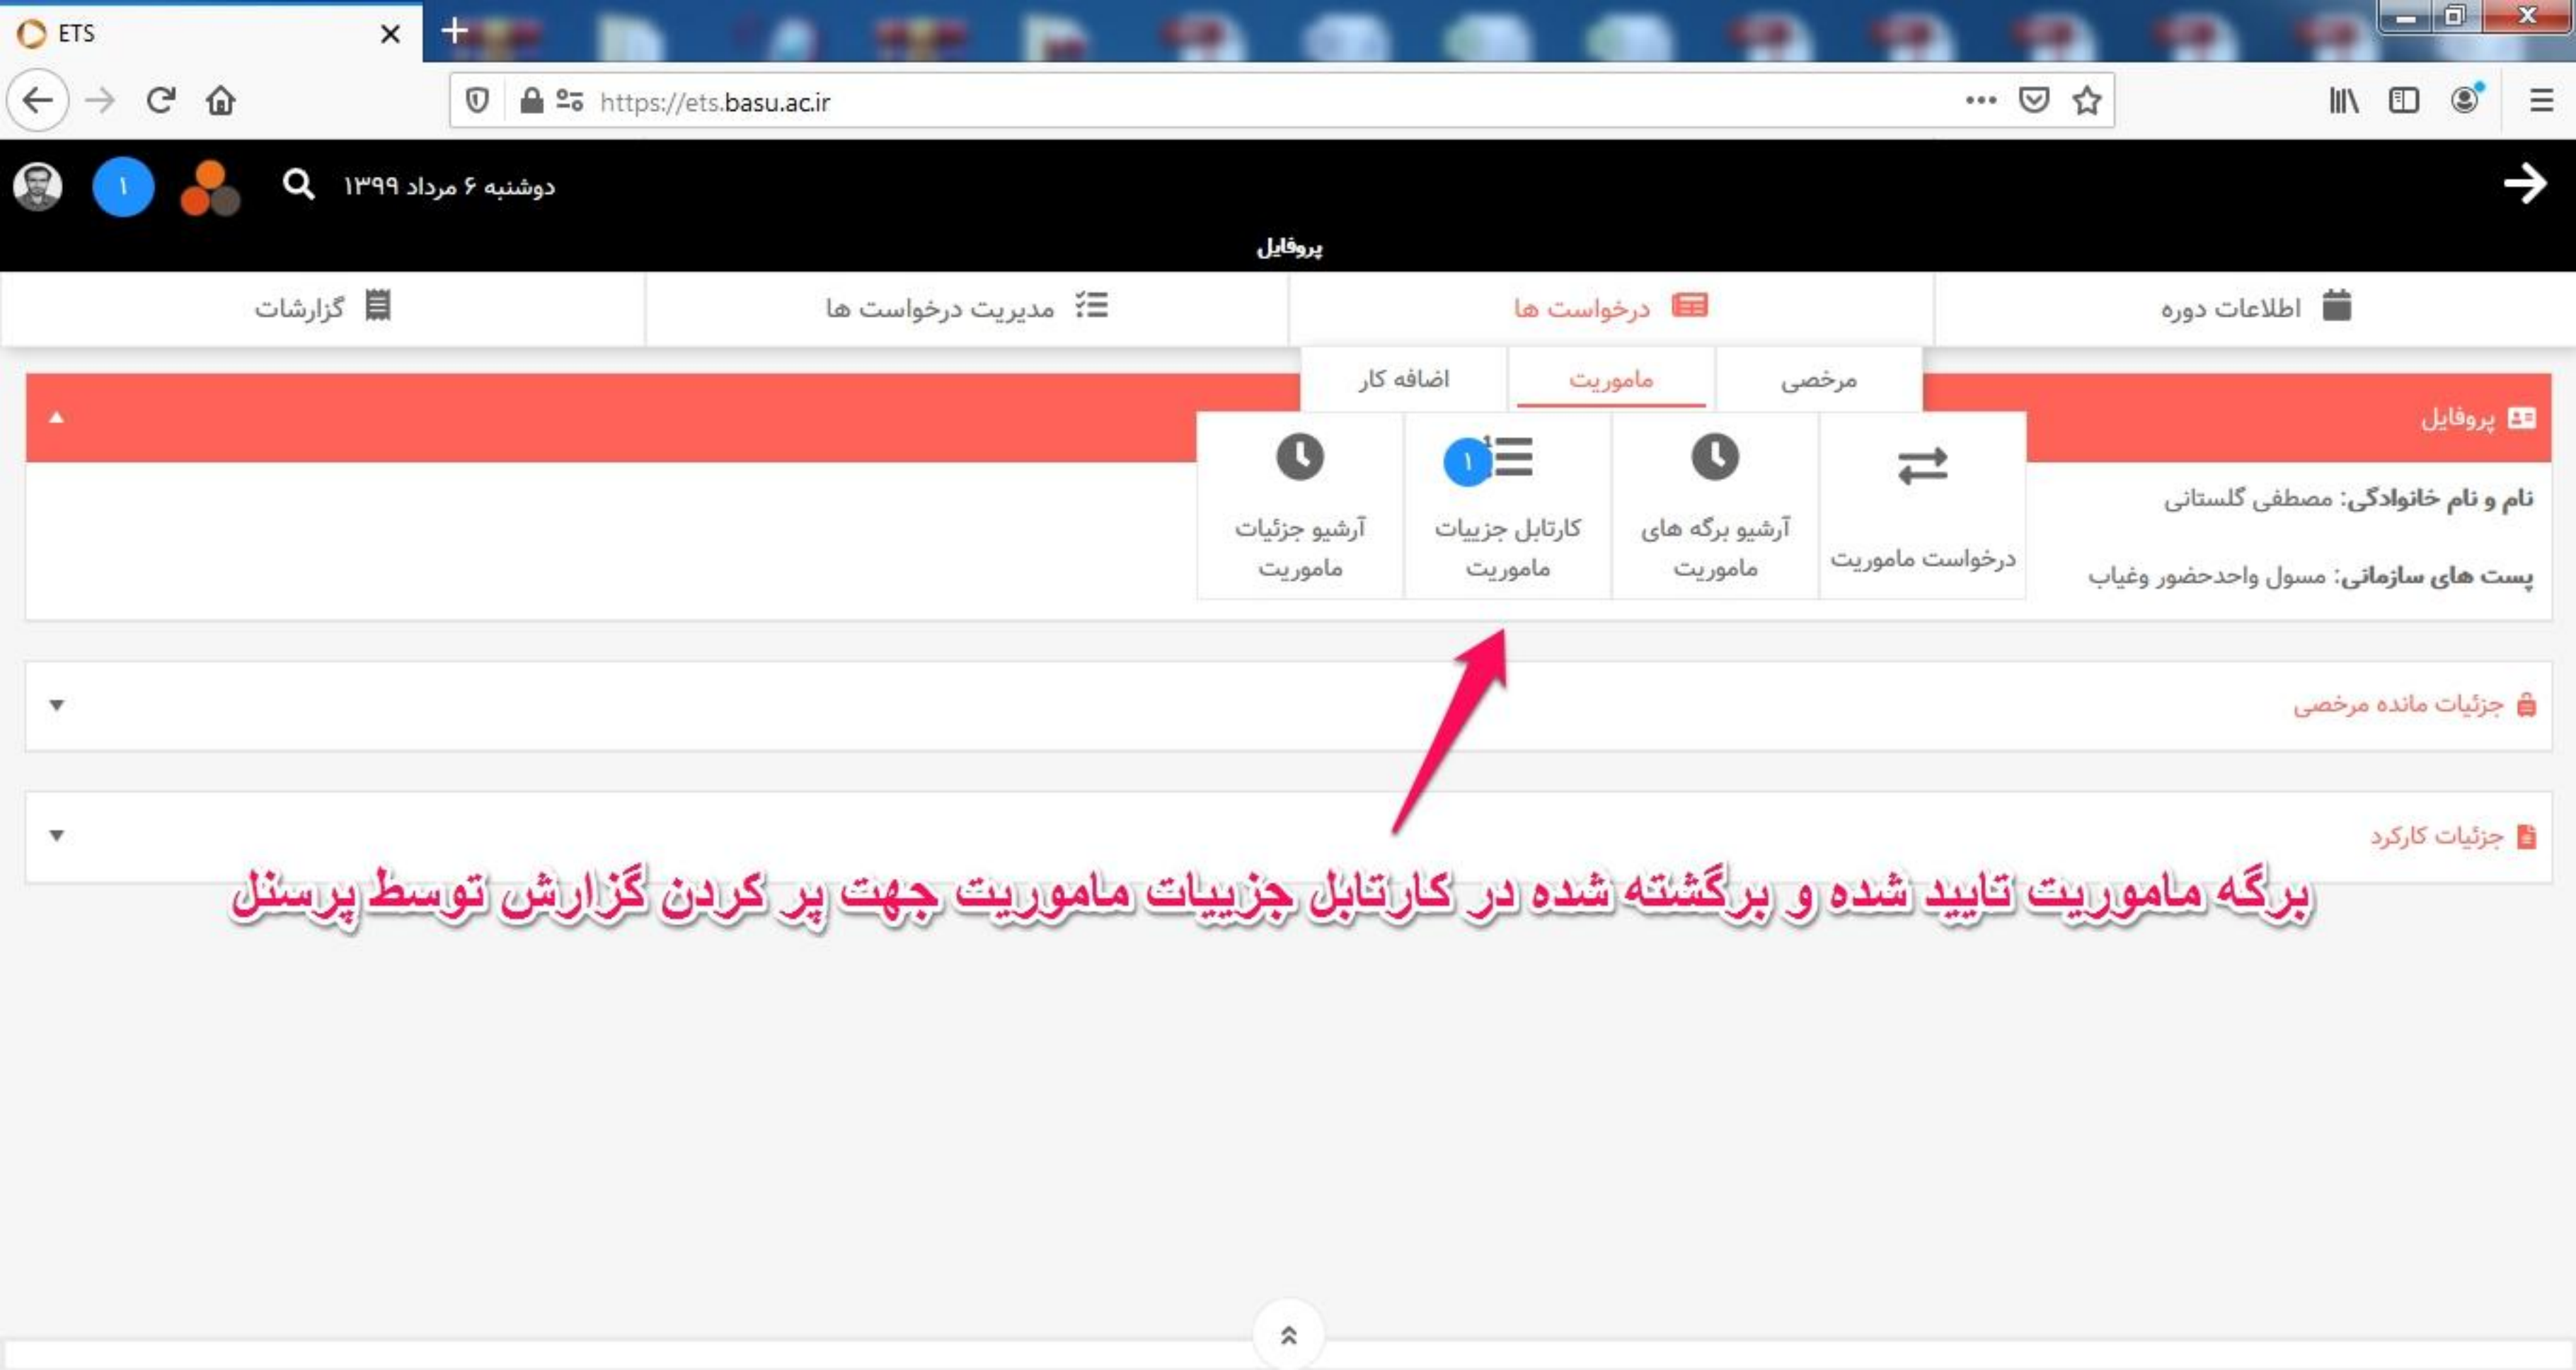 ETS
https://ets.basu.ac.ir
۱
دوشنبه ۶ مرداد ۱۳۹۹
پروفایل
اطلاعات دوره
درخواست ها
مدیریت درخواست ها
گزارشات
مرخصی
ماموریت
اضافه کار
پروفایل
درخواست ماموریت
آرشیو برگه های
ماموریت
۱
کارتابل جزییات
ماموریت
آرشیو جزئیات
ماموریت
نام و نام خانوادگی: مصطفی گلستانی
پست های سازمانی: مسول واحدحضور وغیاب
جزئیات مانده مرخصی
جزئیات کارکرد
برگه ماموریت تایید شده و برگشته شده در کارتابل جزییات ماموریت جهت پر کردن گزارش توسط پرسنل